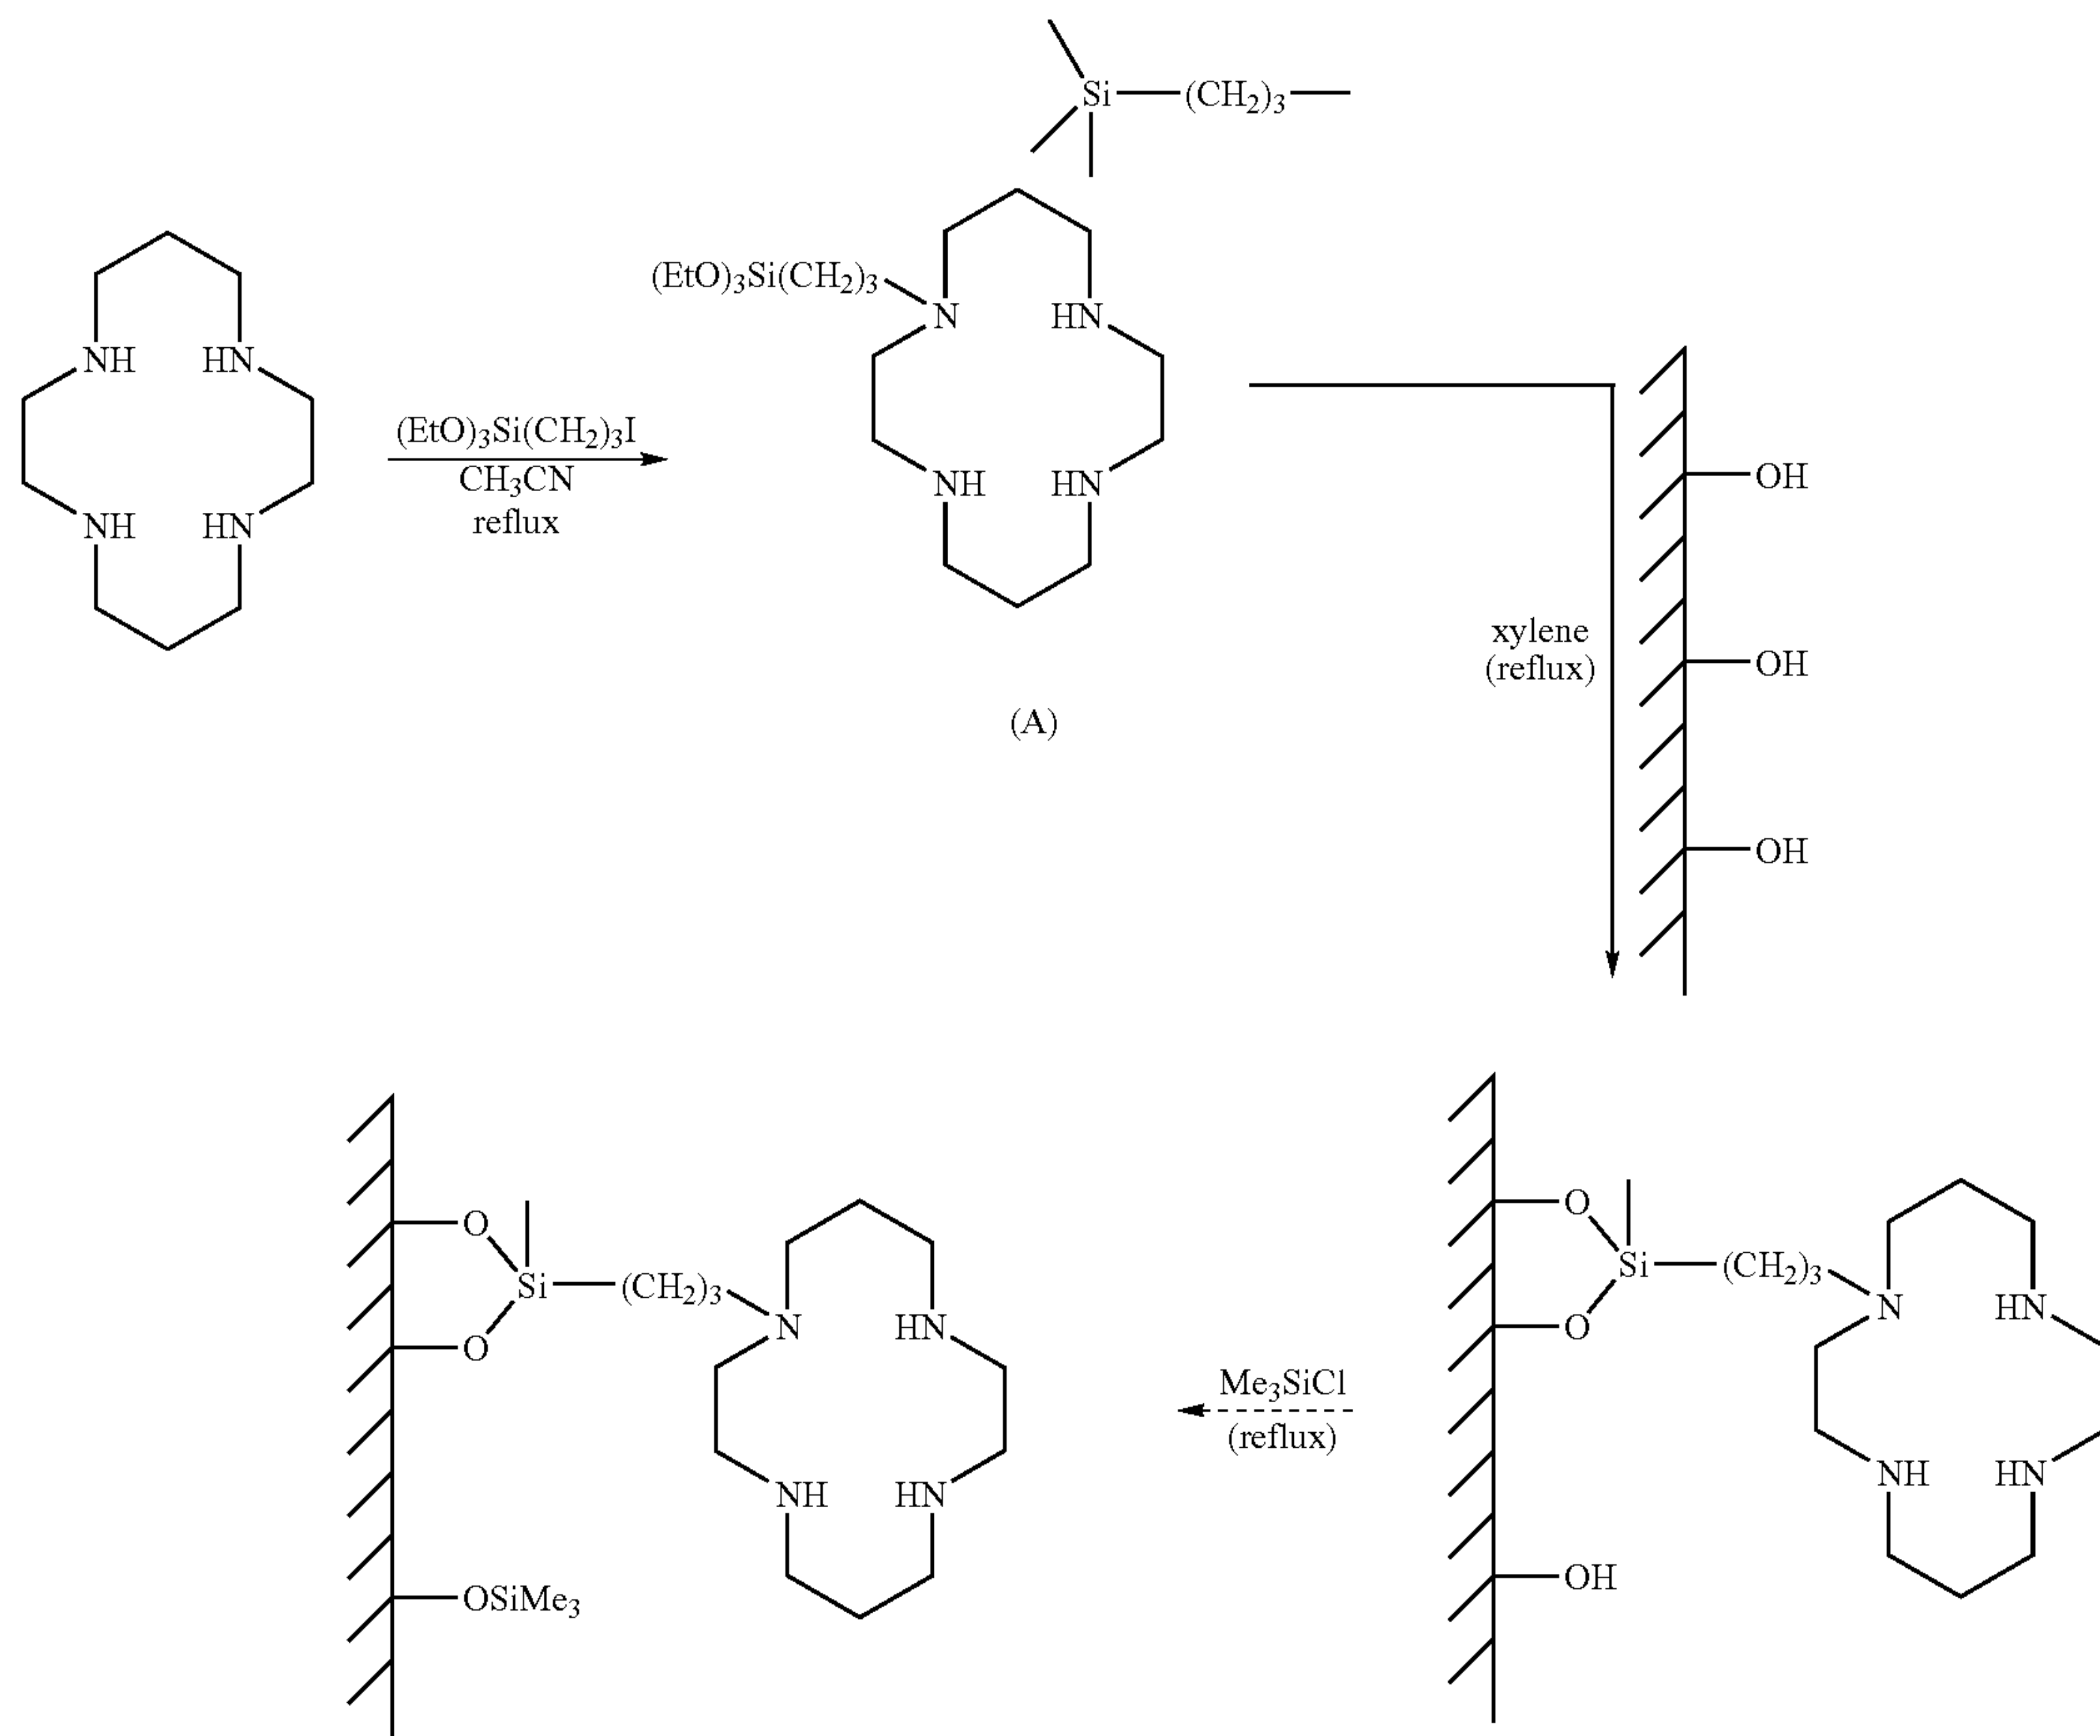 Si—(CH₂)₃—
(EtO)₃Si(CH₂)₃
N HN
NH HN
NH HN
(EtO)₃Si(CH₂)₃I
CH₃CN
reflux
NH HN
NH HN
(A)
xylene
(reflux)
OH
OH
OH
O
Si—(CH₂)₃
N HN
O
NH HN
OH
Me₃SiCl
(reflux)
O
Si—(CH₂)₃
N HN
O
NH HN
OSiMe₃